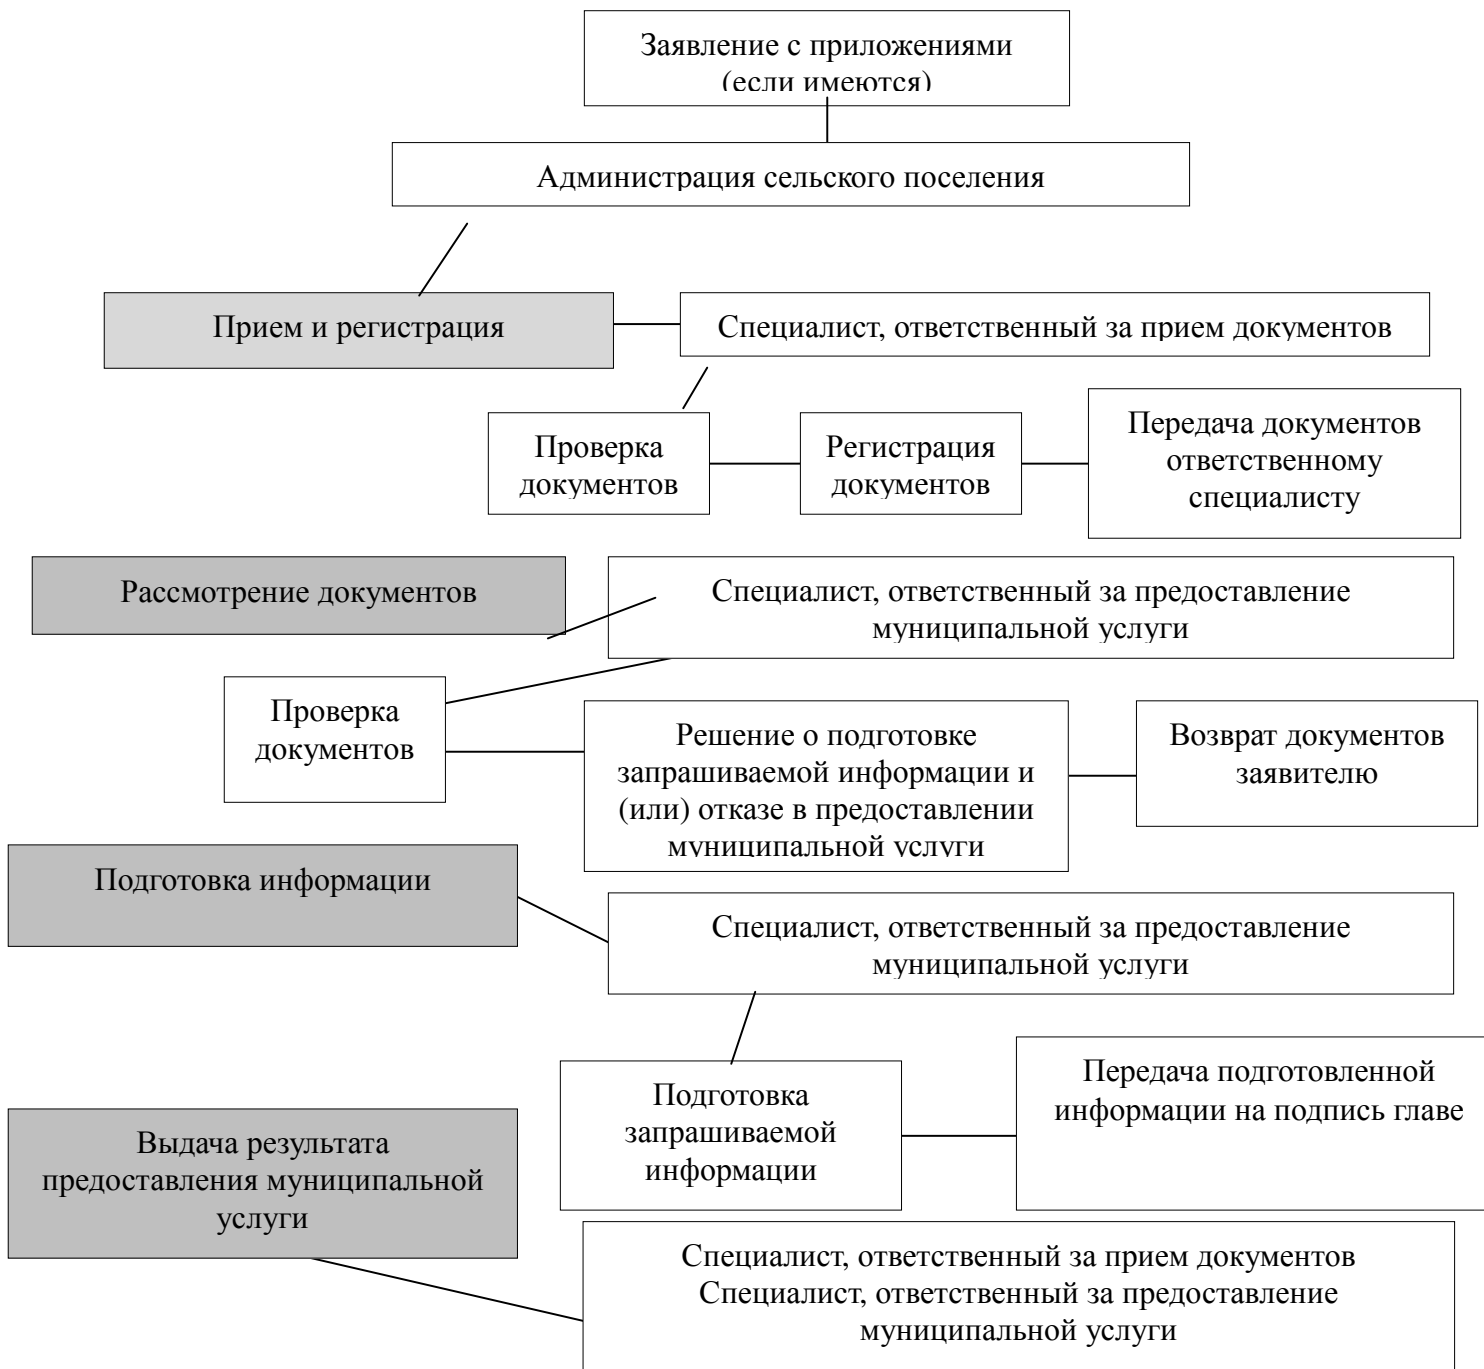 Заявление с приложениями
(если имеются)
Администрация сельского поселения
Прием и регистрация
Специалист, ответственный за прием документов
Проверка
документов
Регистрация
документов
Передача документов
ответственному
специалисту
Рассмотрение документов
Специалист, ответственный за предоставление
муниципальной услуги
Проверка
документов
Решение о подготовке
запрашиваемой информации и
(или) отказе в предоставлении
муниципальной услуги
Возврат документов
заявителю
Подготовка информации
Специалист, ответственный за предоставление
муниципальной услуги
Подготовка
запрашиваемой
информации
Передача подготовленной
информации на подпись главе
Выдача результата
предоставления муниципальной
услуги
Специалист, ответственный за прием документов
Специалист, ответственный за предоставление
муниципальной услуги